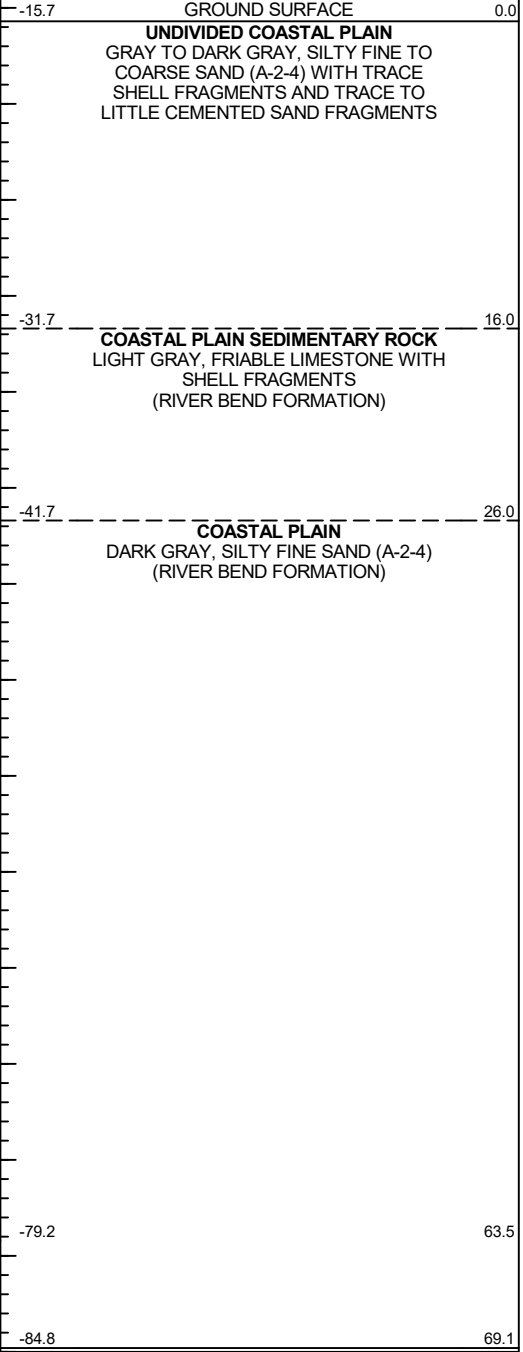 -15.7 GROUND SURFACE 0.0
UNDIVIDED COASTAL PLAIN
GRAY TO DARK GRAY, SILTY FINE TO
COARSE SAND (A-2-4) WITH TRACE
SHELL FRAGMENTS AND TRACE TO
LITTLE CEMENTED SAND FRAGMENTS
-31.7 16.0
COASTAL PLAIN SEDIMENTARY ROCK
LIGHT GRAY, FRIABLE LIMESTONE WITH
SHELL FRAGMENTS
(RIVER BEND FORMATION)
-41.7 26.0
COASTAL PLAIN
DARK GRAY, SILTY FINE SAND (A-2-4)
(RIVER BEND FORMATION)
-79.2 63.5
-84.8 69.1